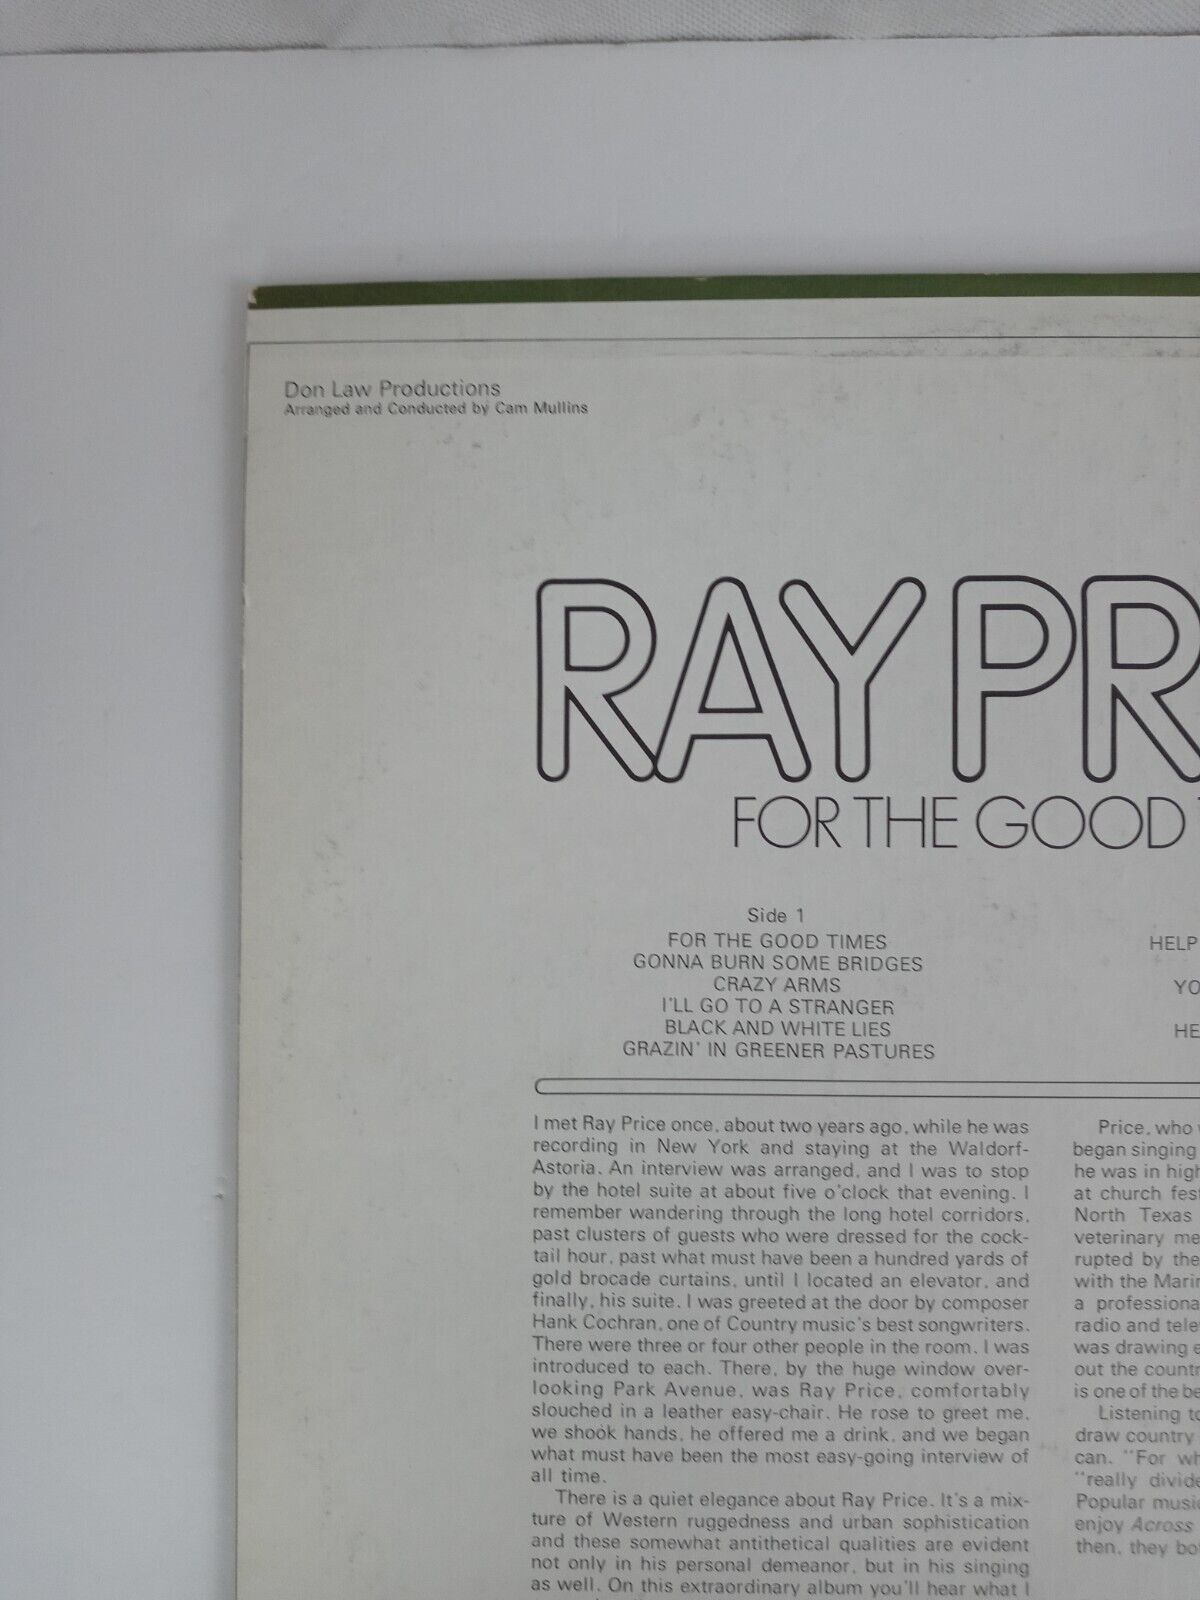 Don Law Productions
Arranged and Conducted by Cam Mullins
RAY PR
FOR THE GOOD
Side 1
FOR THE GOOD TIMES
GONNA BURN SOME BRIDGES
CRAZY ARMS
I'LL GO TO A STRANGER
BLACK AND WHITE LIES
GRAZIN' IN GREENER PASTURES
HELP
YO
HE
I met Ray Price once, about two years ago, while he was
recording in New York and staying at the Waldorf-
Astoria. An interview was arranged, and I was to stop
by the hotel suite at about five o'clock that evening. I
remember wandering through the long hotel corridors,
past clusters of guests who were dressed for the cock-
tail hour, past what must have been a hundred yards of
gold brocade curtains, until I located an elevator, and
finally, his suite. I was greeted at the door by composer
Hank Cochran, one of Country music's best songwriters.
There were three or four other people in the room. I was
introduced to each. There, by the huge window over-
looking Park Avenue, was Ray Price, comfortably
slouched in a leather easy-chair. He rose to greet me,
we shook hands, he offered me a drink, and we began
what must have been the most easy-going interview of
all time.
There is a quiet elegance about Ray Price. It's a mix-
ture of Western ruggedness and urban sophistication
and these somewhat antithetical qualities are evident
not only in his personal demeanor, but in his singing
as well. On this extraordinary album you'll hear what I
Price, who
began singing
he was in hig
at church fes
North Texas
veterinary me
rupted by the
with the Mari
a professiona
radio and tele
was drawing e
out the countr
is one of the be
Listening to
draw country
can. "For wh
"really divide
Popular music
enjoy Across
then, they bo